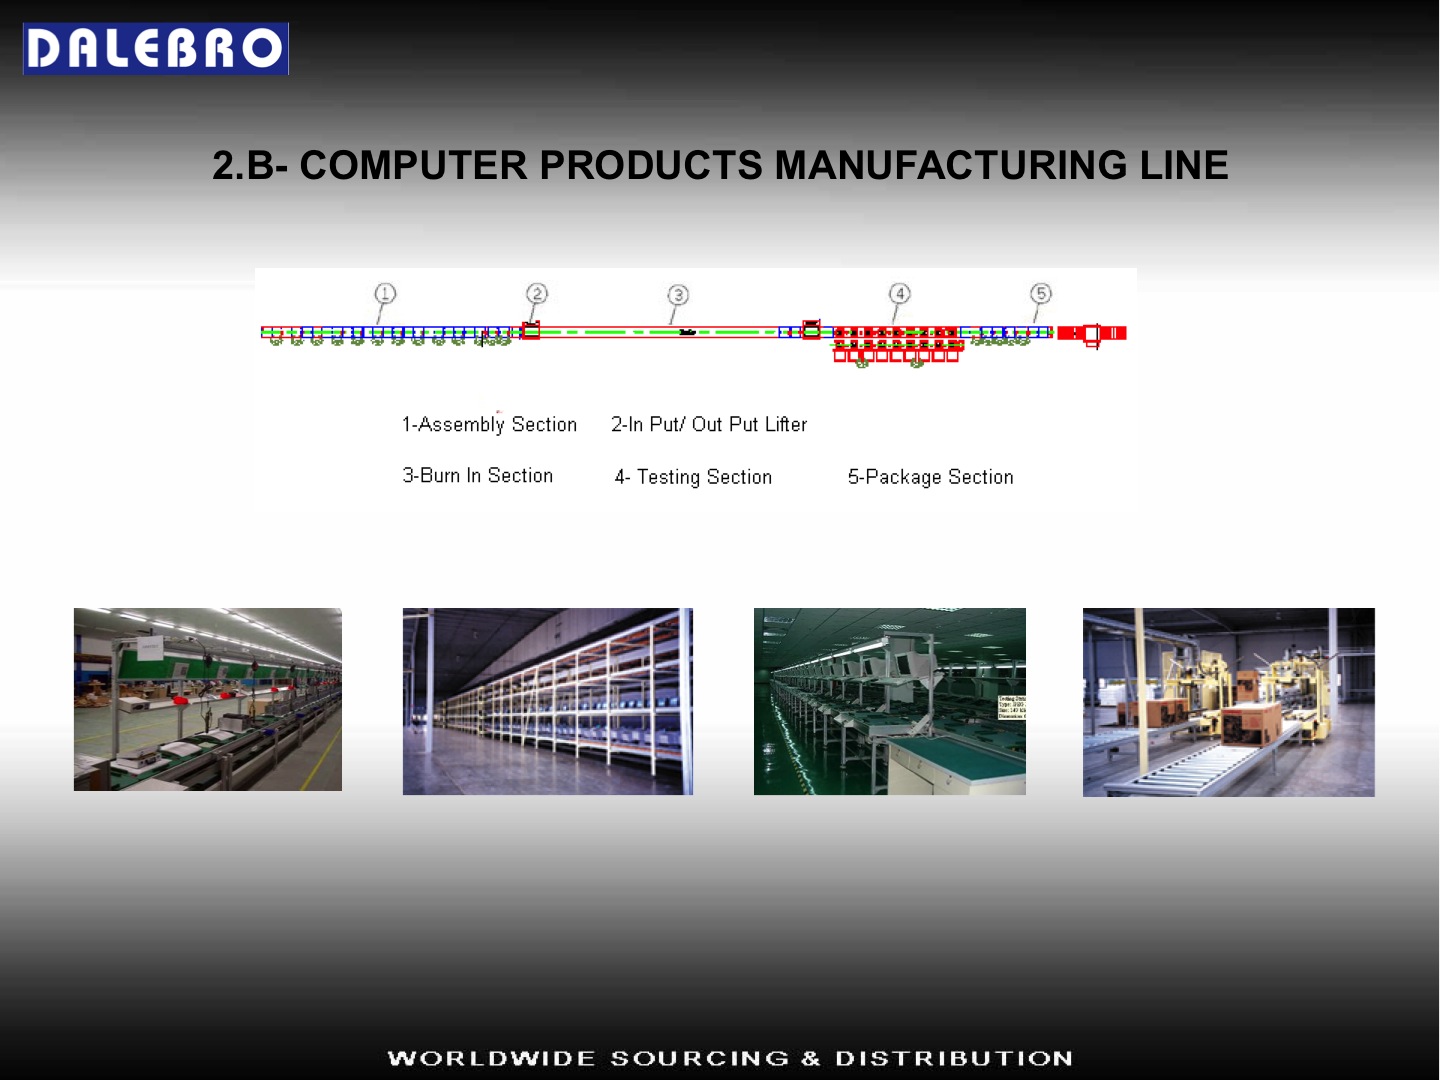 DALEBRO
2.B- COMPUTER PRODUCTS MANUFACTURING LINE
1 2 3 4 5
1-Assembly Section 2-In Put/ Out Put Lifter
3-Burn In Section 4- Testing Section 5-Package Section
WORLDWIDE SOURCING & DISTRIBUTION